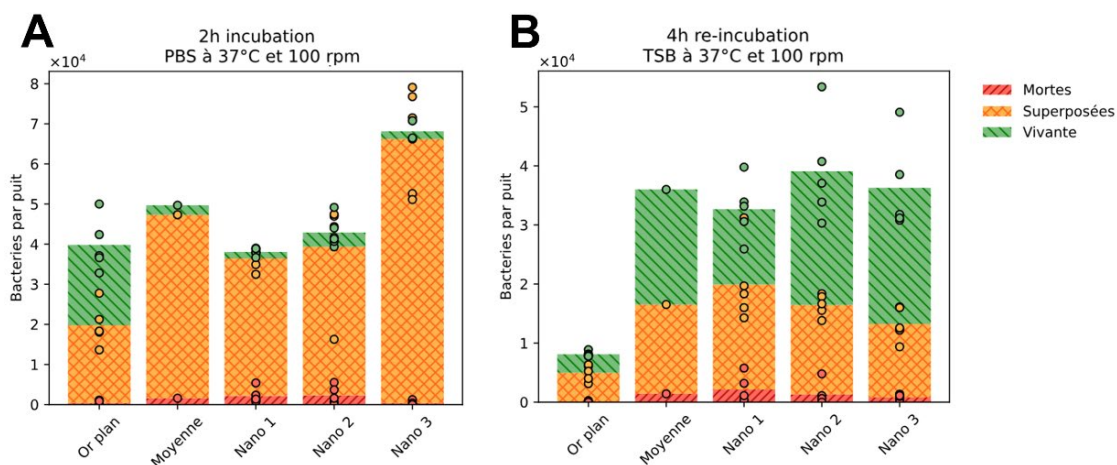 A
2h incubation
PBS à 37°C et 100 rpm
×10⁴
Bacteries par puit
8
7
6
5
4
3
2
1
0
Or plan
Moyenne
Nano 1
Nano 2
Nano 3
B
4h re-incubation
TSB à 37°C et 100 rpm
×10⁴
Bacteries par puit
5
4
3
2
1
0
Or plan
Moyenne
Nano 1
Nano 2
Nano 3
Mortes
Superposées
Vivante